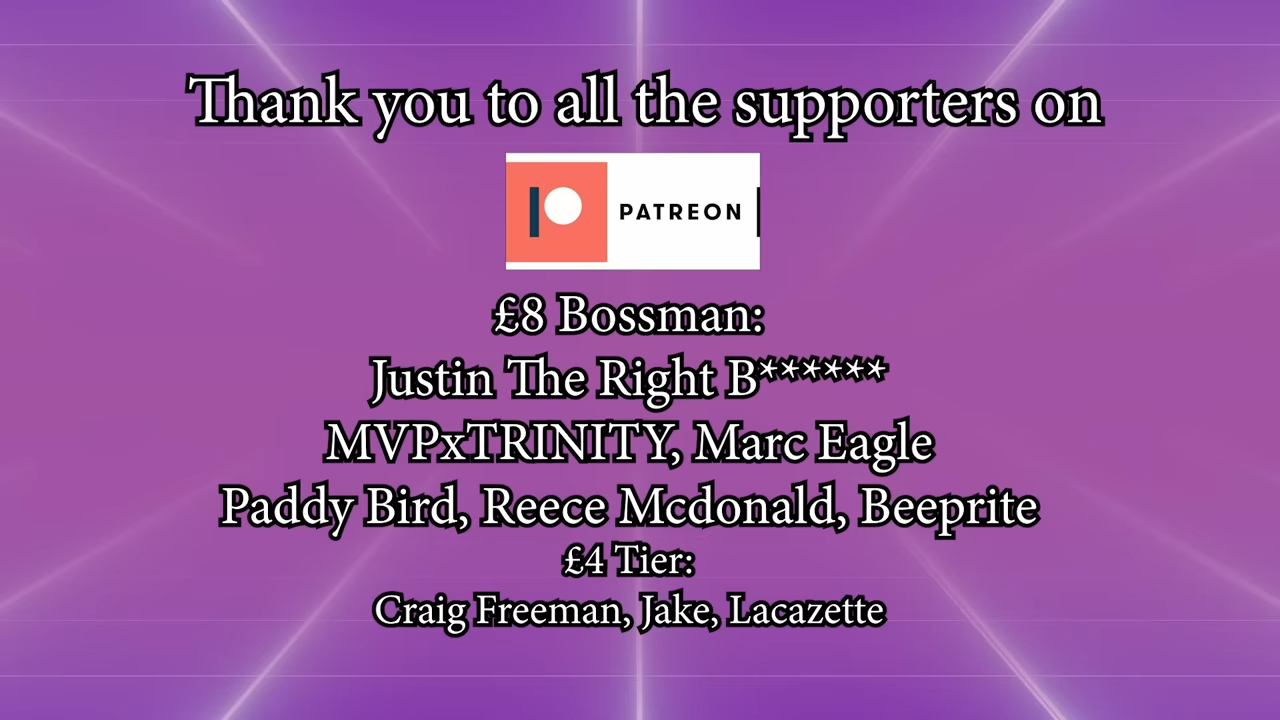 Thank you to all the supporters on
PATREON
£8 Bossman:
Justin The Right B******
MVPxTRINITY, Marc Eagle
Paddy Bird, Reece Mcdonald, Beeprite
£4 Tier:
Craig Freeman, Jake, Lacazette